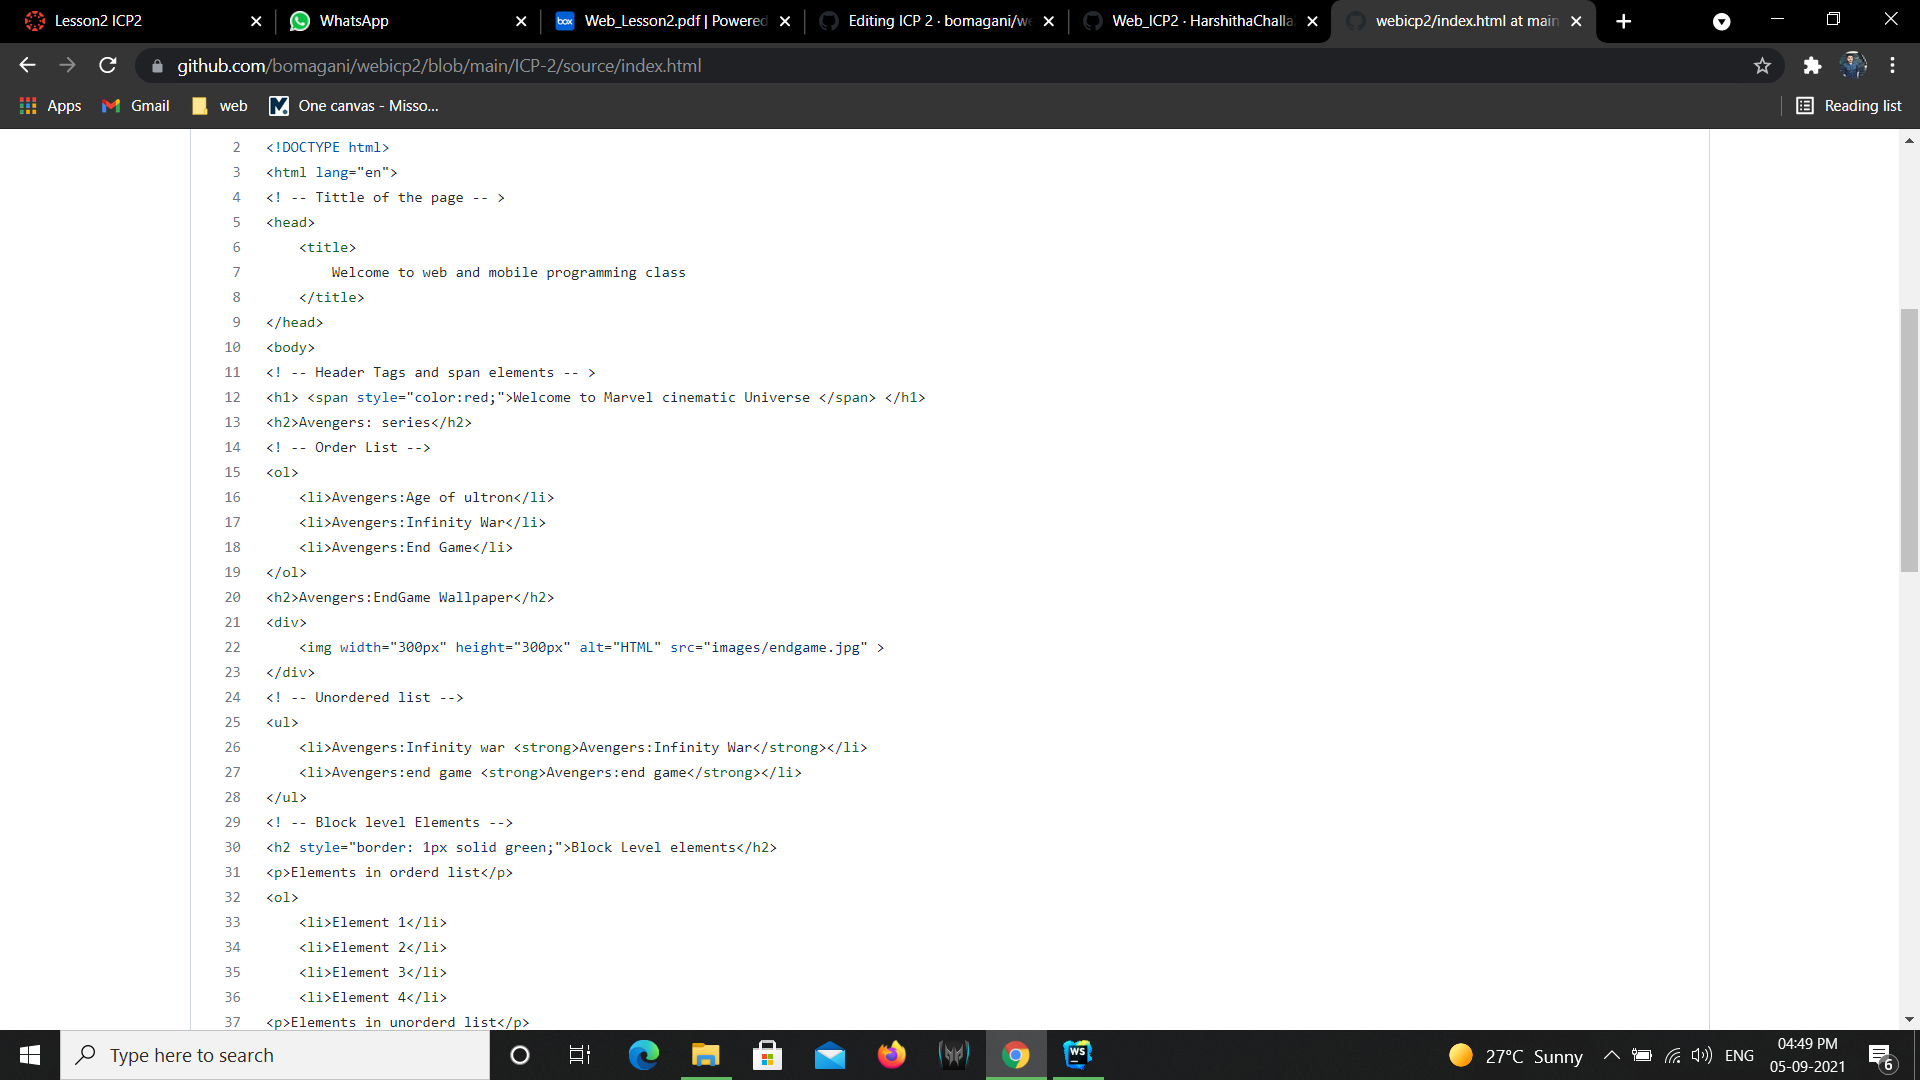 Lesson2 ICP2
WhatsApp
Web_Lesson2.pdf | Powered
Editing ICP 2 · bomagani/we
Web_ICP2 · HarshithaChalla
webicp2/index.html at main
github.com/bomagani/webicp2/blob/main/ICP-2/source/index.html
Apps
Gmail
web
One canvas - Misso...
Reading list
2 <!DOCTYPE html>
3 <html lang="en">
4 <! -- Tittle of the page -- >
5 <head>
6     <title>
7         Welcome to web and mobile programming class
8     </title>
9 </head>
10 <body>
11 <! -- Header Tags and span elements -- >
12 <h1> <span style="color:red;">Welcome to Marvel cinematic Universe </span> </h1>
13 <h2>Avengers: series</h2>
14 <! -- Order List -->
15 <ol>
16     <li>Avengers:Age of ultron</li>
17     <li>Avengers:Infinity War</li>
18     <li>Avengers:End Game</li>
19 </ol>
20 <h2>Avengers:EndGame Wallpaper</h2>
21 <div>
22     <img width="300px" height="300px" alt="HTML" src="images/endgame.jpg" >
23 </div>
24 <! -- Unordered list -->
25 <ul>
26     <li>Avengers:Infinity war <strong>Avengers:Infinity War</strong></li>
27     <li>Avengers:end game <strong>Avengers:end game</strong></li>
28 </ul>
29 <! -- Block level Elements -->
30 <h2 style="border: 1px solid green;">Block Level elements</h2>
31 <p>Elements in orderd list</p>
32 <ol>
33     <li>Element 1</li>
34     <li>Element 2</li>
35     <li>Element 3</li>
36     <li>Element 4</li>
37 <p>Elements in unorderd list</p>
Type here to search
box
WS
27°C Sunny
ENG
04:49 PM
05-09-2021
6